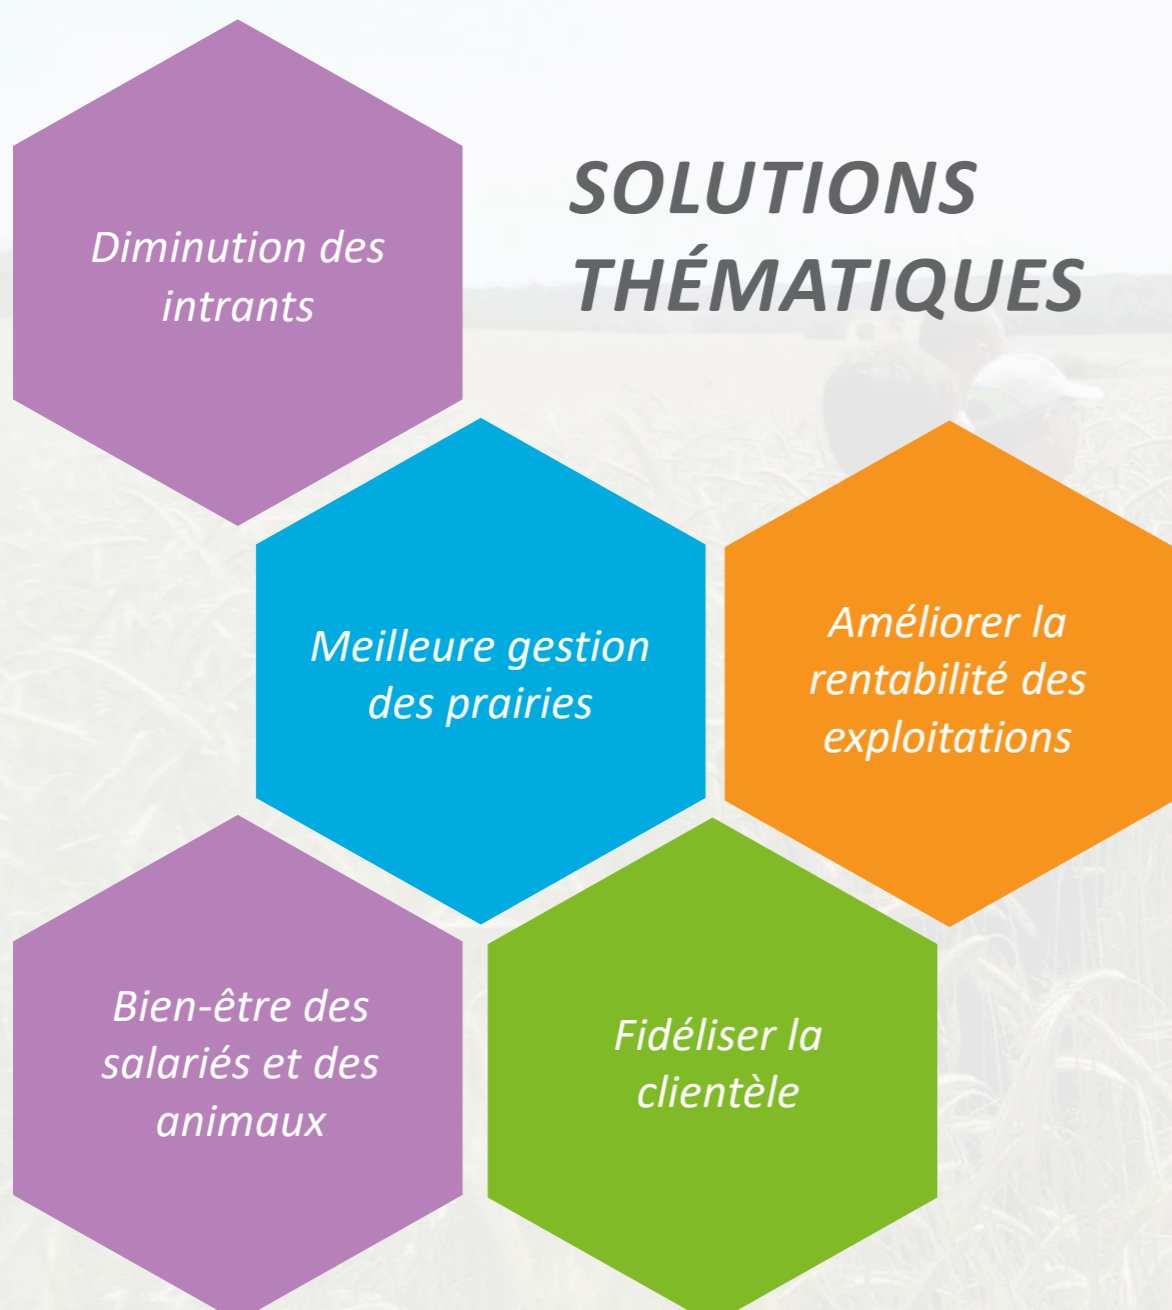 Diminution des
intrants
SOLUTIONS
THÉMATIQUES
Meilleure gestion
des prairies
Améliorer la
rentabilité des
exploitations
Bien-être des
salariés et des
animaux
Fidéliser la
clientèle